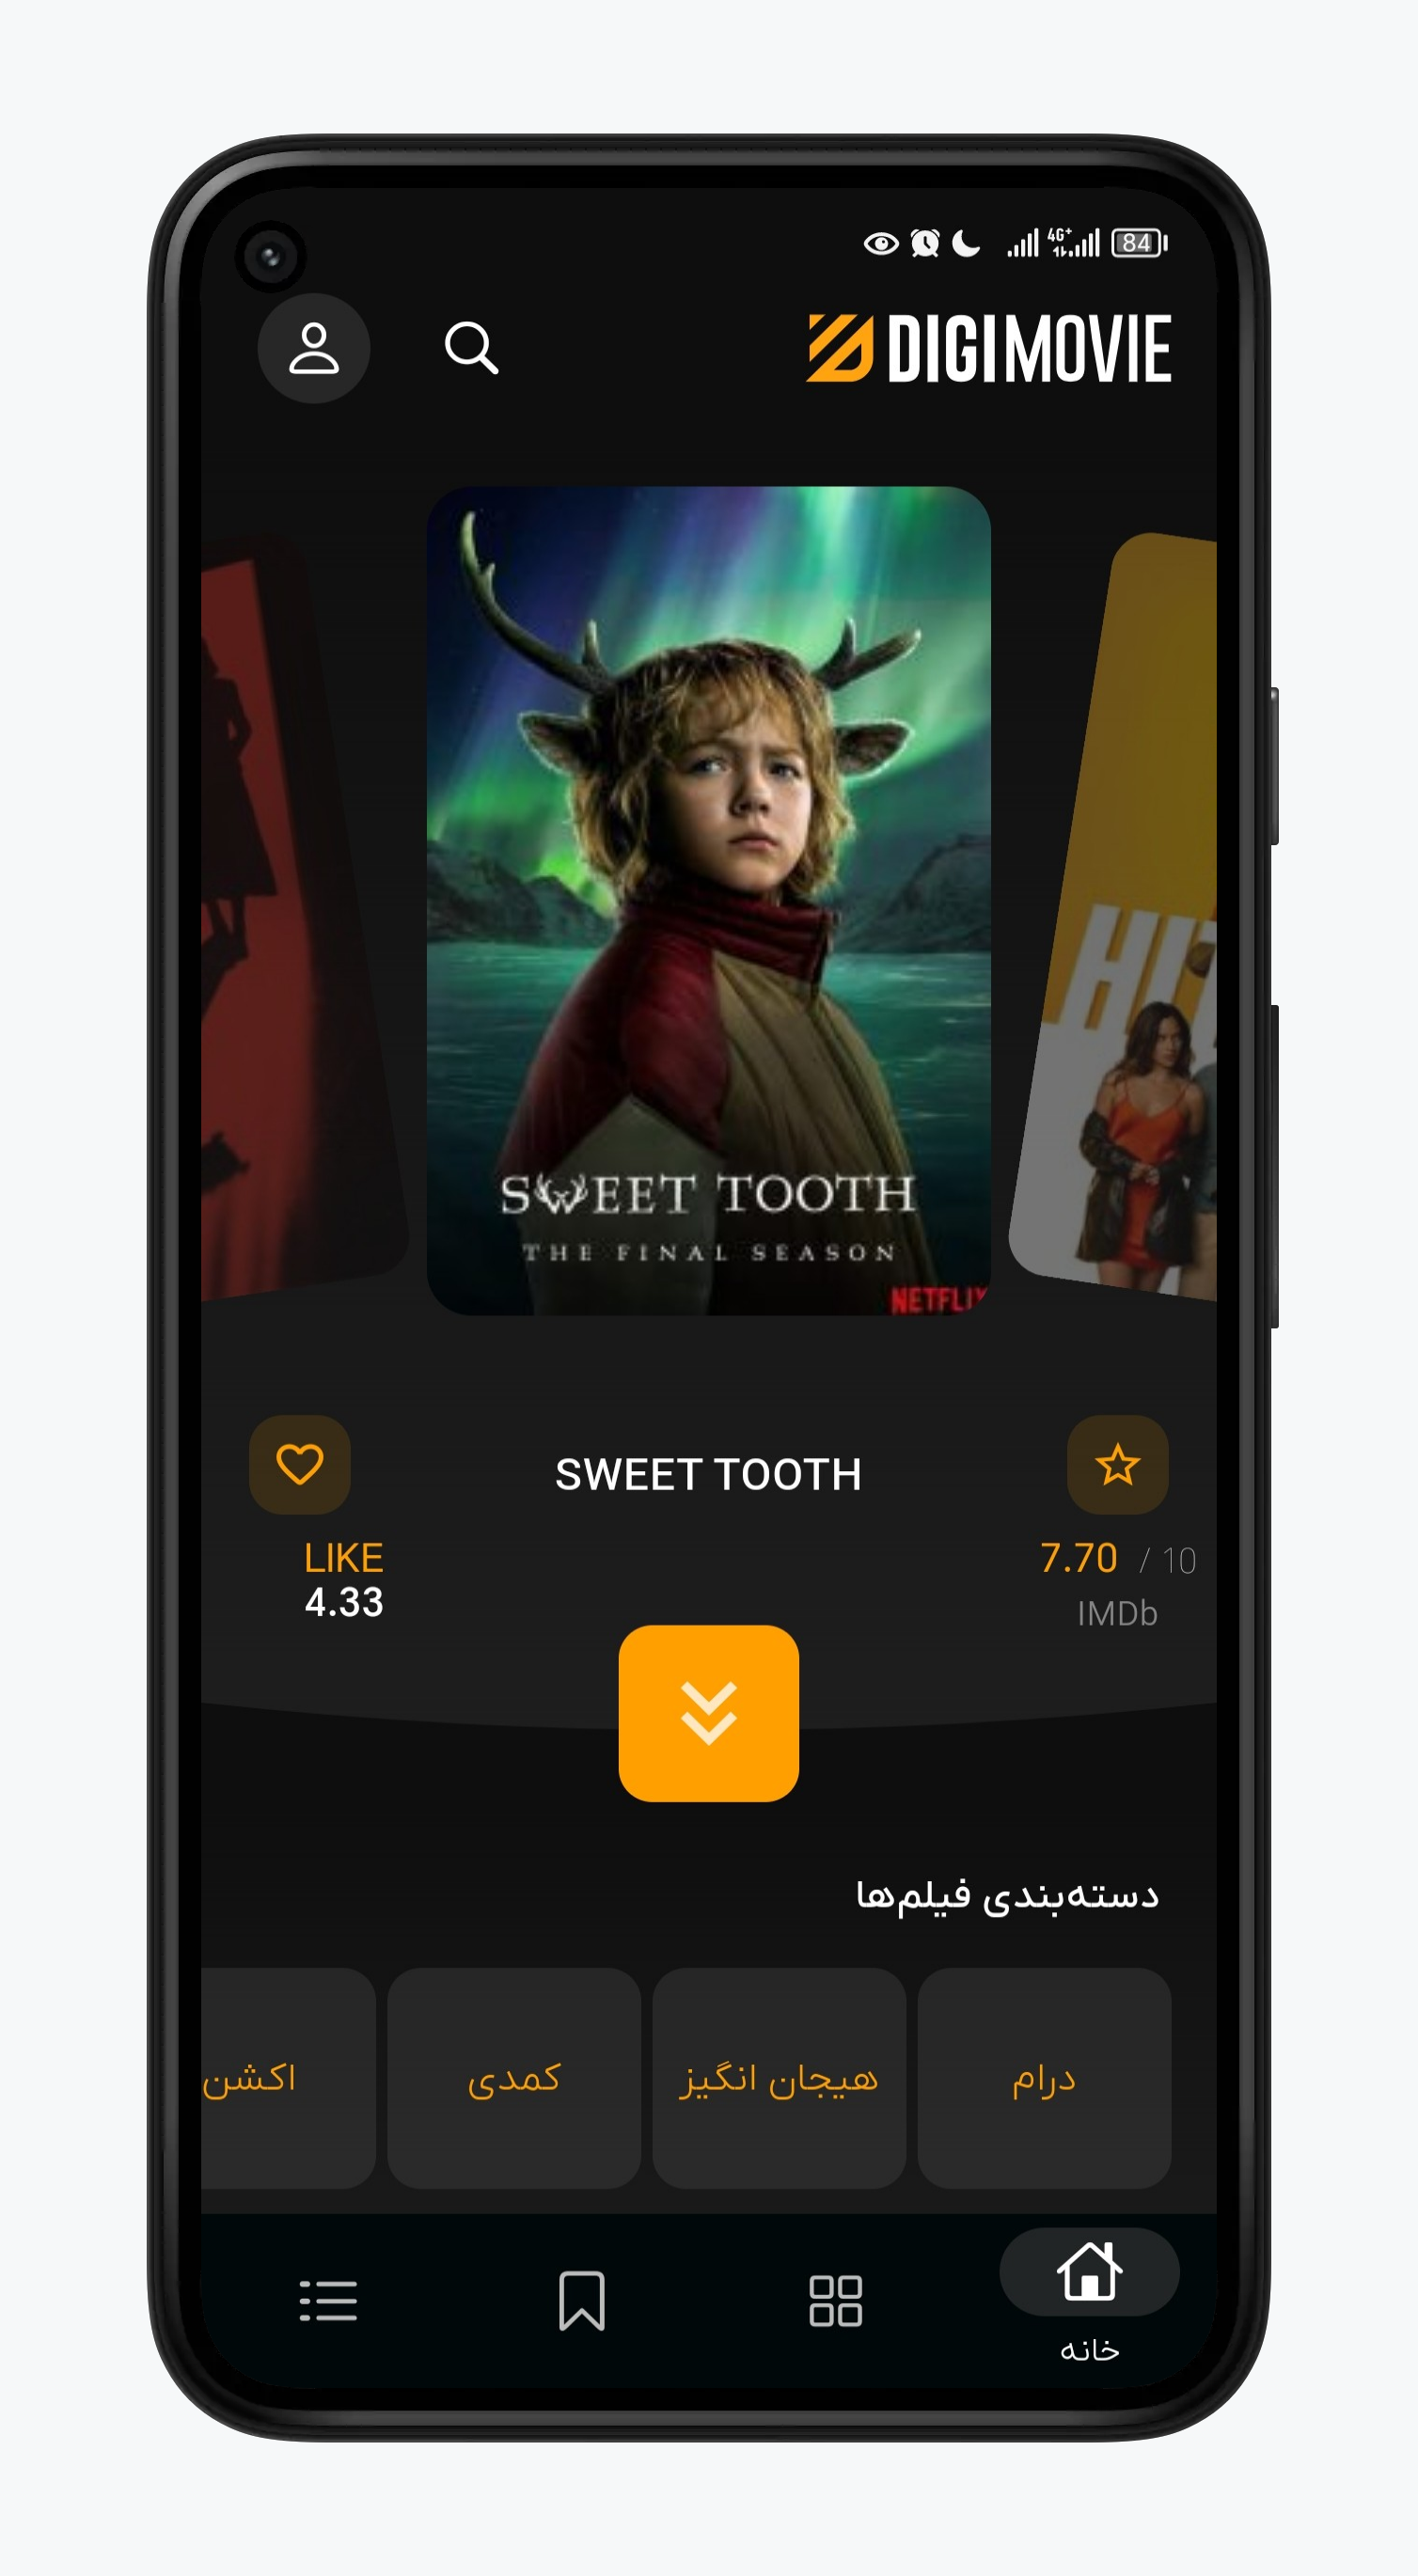 4G+ 84
DIGIMOVIE
SWEET TOOTH
THE FINAL SEASON
NETFLIX
SWEET TOOTH
LIKE
4.33
7.70 / 10
IMDb
دسته‌بندی فیلم‌ها
درام
هیجان انگیز
کمدی
اکشن
خانه